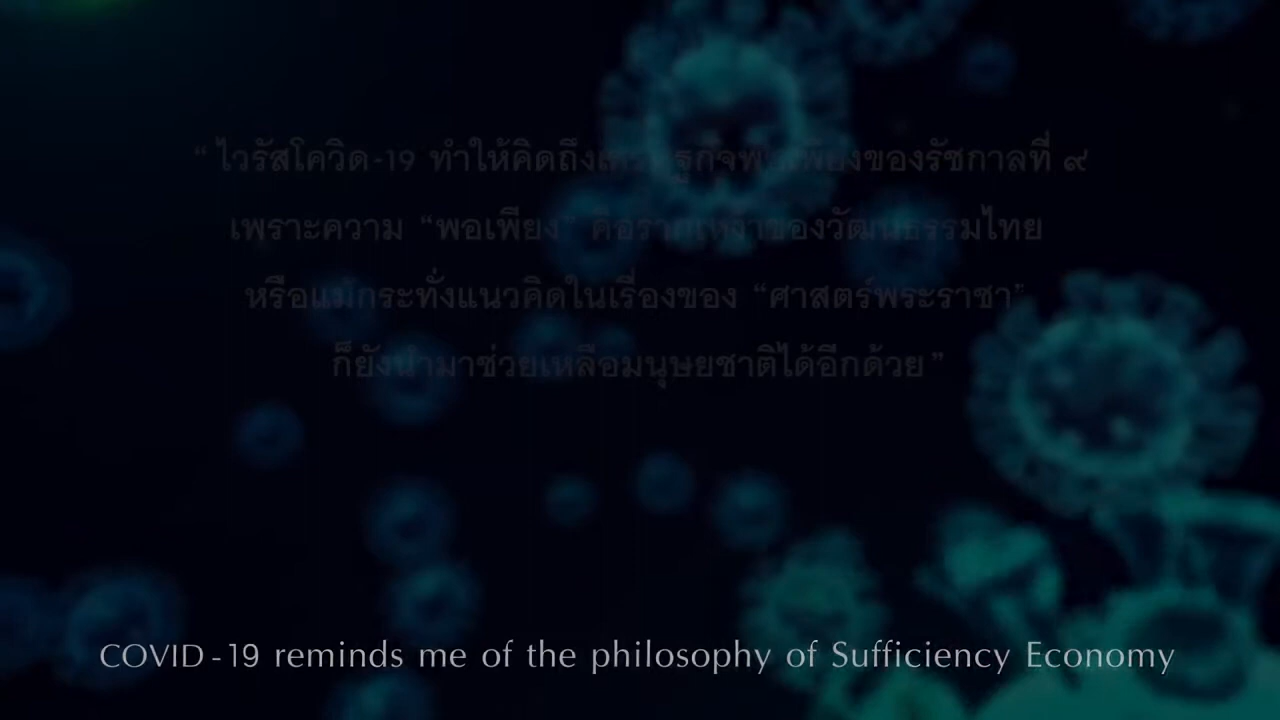 “ไวรัสโควิด-19 ทำให้คิดถึงเศรษฐกิจพอเพียงของรัชกาลที่ ๙
เพราะความ “พอเพียง” คือรากเหง้าของวัฒนธรรมไทย
หรือแม้กระทั่งแนวคิดในเรื่องของ “ศาสตร์พระราชา”
ก็ยังนำมาช่วยเหลือมนุษยชาติได้อีกด้วย”
COVID-19 reminds me of the philosophy of Sufficiency Economy